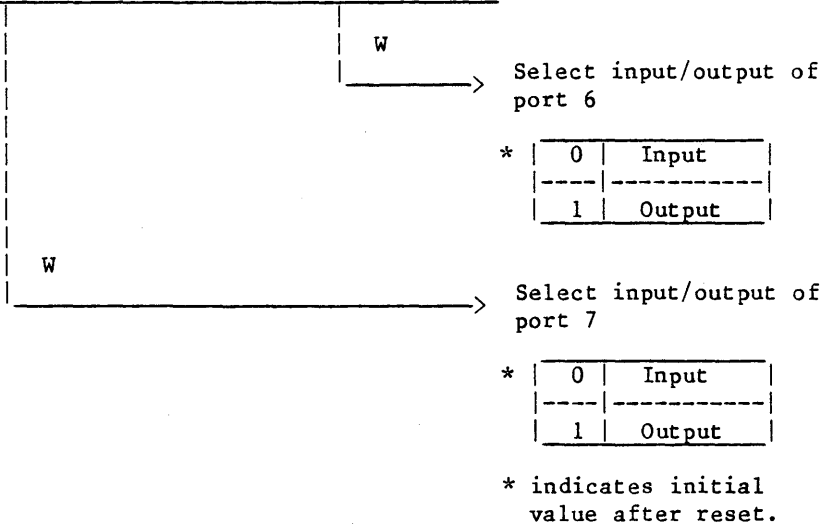 W
Select input/output of
port 6
* 0 Input
1 Output
W
Select input/output of
port 7
* 0 Input
1 Output
* indicates initial
value after reset.